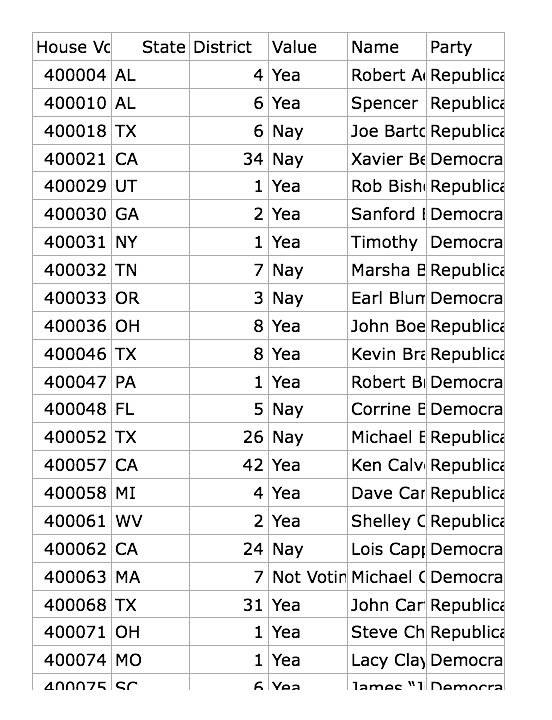 House Vo State District Value Name Party
400004 AL 4 Yea Robert A Republica
400010 AL 6 Yea Spencer Republica
400018 TX 6 Nay Joe Barto Republica
400021 CA 34 Nay Xavier Be Democra
400029 UT 1 Yea Rob Bish Republica
400030 GA 2 Yea Sanford Democra
400031 NY 1 Yea Timothy Democra
400032 TN 7 Nay Marsha B Republica
400033 OR 3 Nay Earl Blum Democra
400036 OH 8 Yea John Boe Republica
400046 TX 8 Yea Kevin Bra Republica
400047 PA 1 Yea Robert B Democra
400048 FL 5 Nay Corrine B Democra
400052 TX 26 Nay Michael Republica
400057 CA 42 Yea Ken Calv Republica
400058 MI 4 Yea Dave Ca Republica
400061 WV 2 Yea Shelley C Republica
400062 CA 24 Nay Lois Capp Democra
400063 MA 7 Not Votin Michael C Democra
400068 TX 31 Yea John Car Republica
400071 OH 1 Yea Steve Ch Republica
400074 MO 1 Yea Lacy Clay Democra
400075 SC 6 Yea James Democra